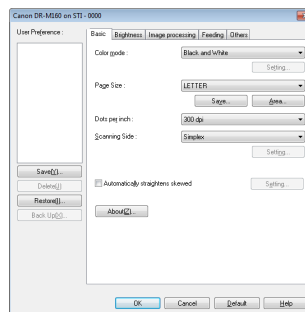 Canon DR-M160 on STI - 0000
User Preference :
Save(Y)...
Delete(J)
Restore(I)...
Back Up(X)...
Basic Brightness Image processing Feeding Others
Color mode : Black and White
Setting...
Page Size : LETTER
Save... Area...
Dots per inch : 300 dpi
Scanning Side : Simplex
Setting...
Automatically straightens skewed Setting...
About(Z)...
OK Cancel Default Help